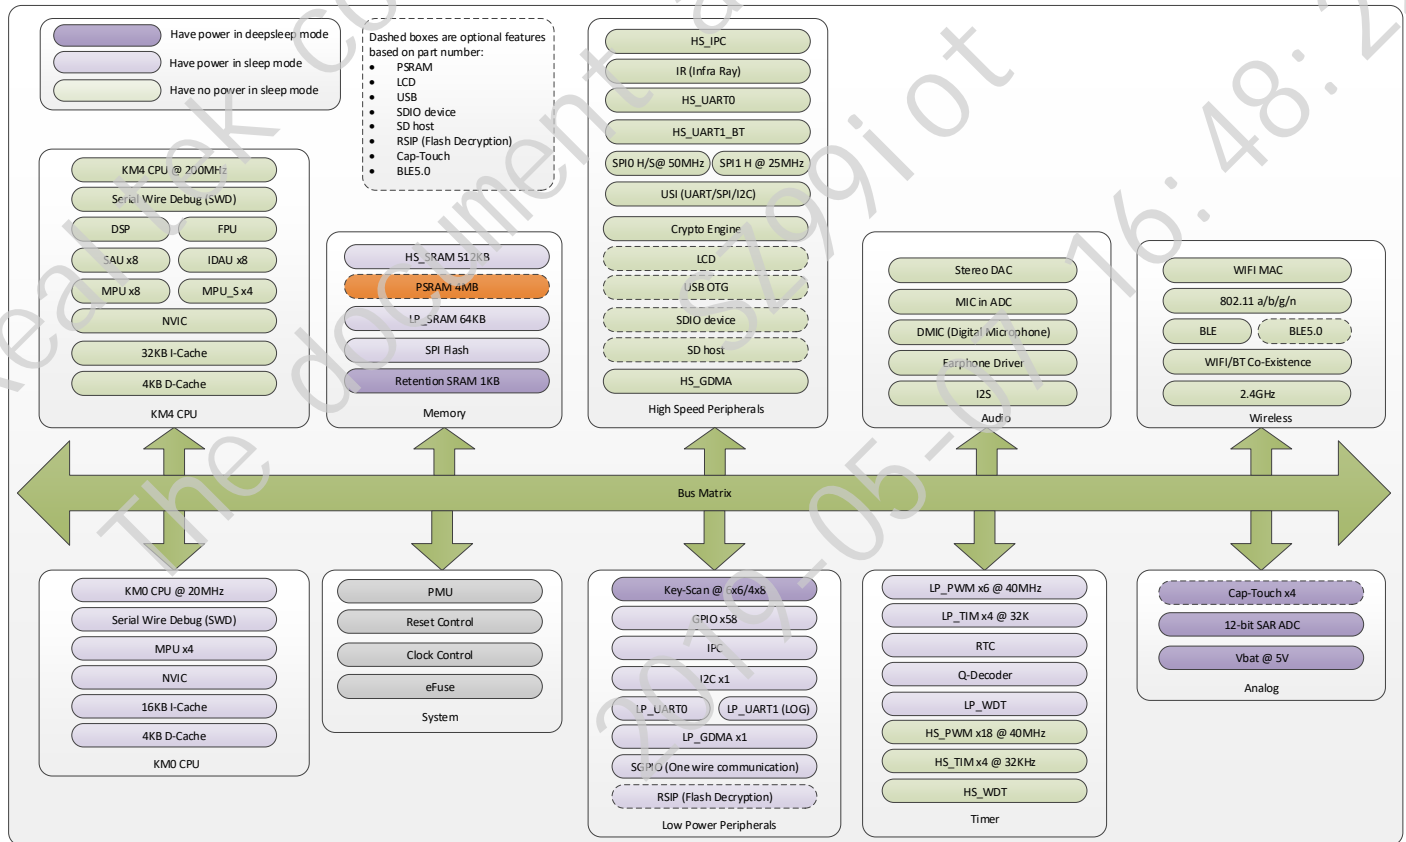 Have power in deepsleep mode
Have power in sleep mode
Have no power in sleep mode
Dashed boxes are optional features
based on part number:
• PSRAM
• LCD
• USB
• SDIO device
• SD host
• RSIP (Flash Decryption)
• Cap-Touch
• BLE5.0
KM4 CPU @ 200MHz
Serial Wire Debug (SWD)
DSP
FPU
SAU x8
IDAU x8
MPU x8
MPU_S x4
NVIC
32KB I-Cache
4KB D-Cache
KM4 CPU
HS_SRAM 512KB
PSRAM 4MB
LP_SRAM 64KB
SPI Flash
Retention SRAM 1KB
Memory
HS_IPC
IR (Infra Ray)
HS_UART0
HS_UART1_BT
SPI0 H/S@ 50MHz
SPI1 H @ 25MHz
USI (UART/SPI/I2C)
Crypto Engine
LCD
USB OTG
SDIO device
SD host
HS_GDMA
High Speed Peripherals
Stereo DAC
MIC in ADC
DMIC (Digital Microphone)
Earphone Driver
I2S
Audio
WIFI MAC
802.11 a/b/g/n
BLE
BLE5.0
WIFI/BT Co-Existence
2.4GHz
Wireless
Bus Matrix
KM0 CPU @ 20MHz
Serial Wire Debug (SWD)
MPU x4
NVIC
16KB I-Cache
4KB D-Cache
KM0 CPU
PMU
Reset Control
Clock Control
eFuse
System
Key-Scan @ 6x6/4x8
GPIO x58
IPC
I2C x1
LP_UART0
LP_UART1 (LOG)
LP_GDMA x1
SGPIO (One wire communication)
RSIP (Flash Decryption)
Low Power Peripherals
LP_PWM x6 @ 40MHz
LP_TIM x4 @ 32K
RTC
Q-Decoder
LP_WDT
HS_PWM x18 @ 40MHz
HS_TIM x4 @ 32KHz
HS_WDT
Timer
Cap-Touch x4
12-bit SAR ADC
Vbat @ 5V
Analog
The document
SZ99iot
2019-05-07 16:48:2